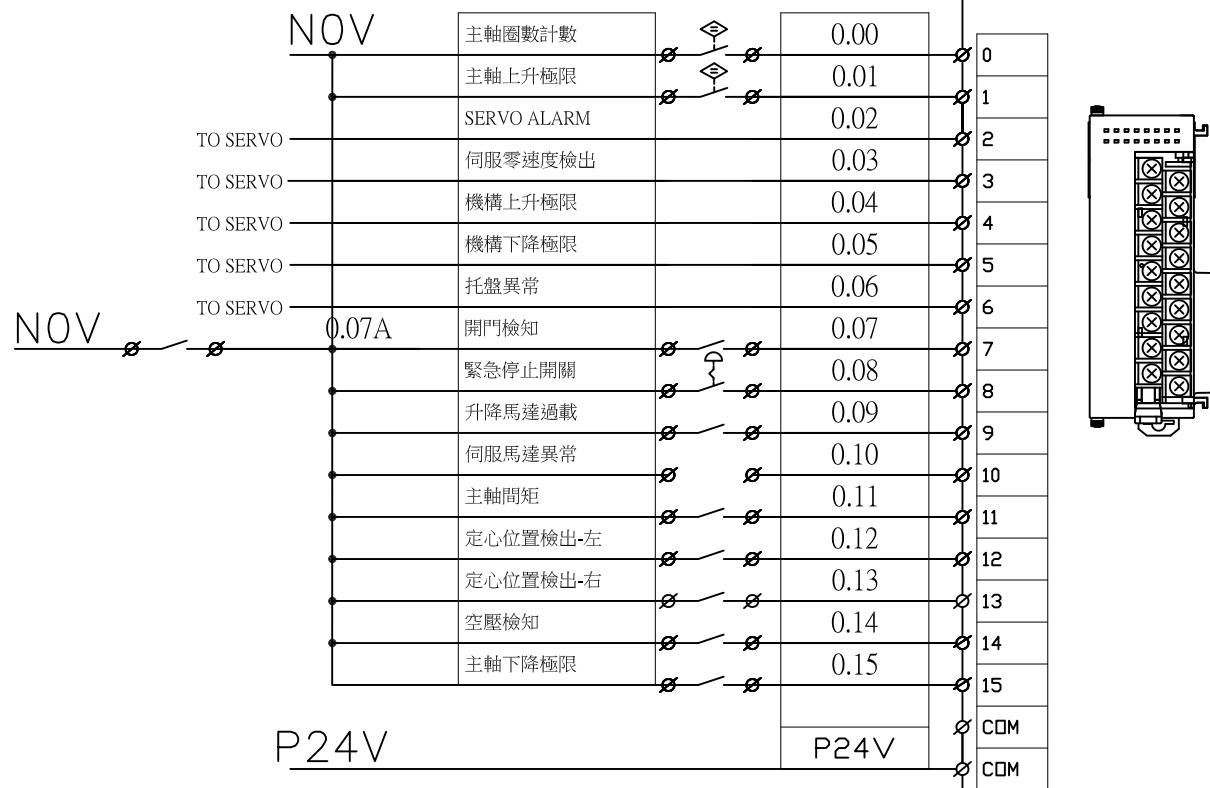 N0V
主軸圈數計數 0.00 0
主軸上升極限 0.01 1
SERVO ALARM 0.02
TO SERVO 2
伺服零速度檢出 0.03
TO SERVO 3
機構上升極限 0.04
TO SERVO 4
機構下降極限 0.05
TO SERVO 5
托盤異常 0.06
TO SERVO 6
N0V 0.07A 開門檢知 0.07 7
緊急停止開關 0.08 8
升降馬達過載 0.09 9
伺服馬達異常 0.10 10
主軸間矩 0.11 11
定心位置檢出-左 0.12 12
定心位置檢出-右 0.13 13
空壓檢知 0.14 14
主軸下降極限 0.15 15
COM
P24V P24V COM